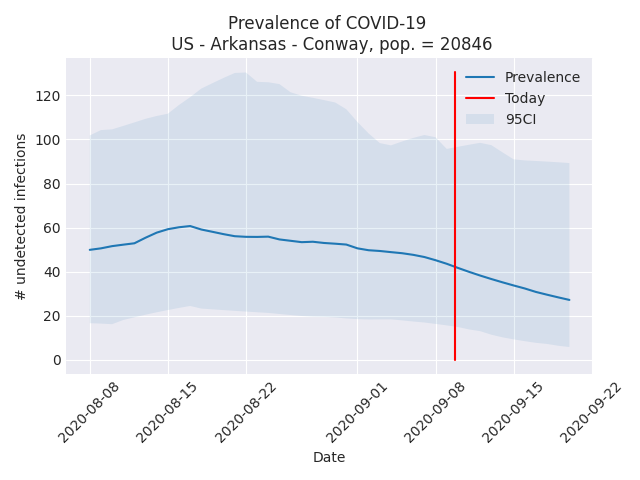 Prevalence of COVID-19
US - Arkansas - Conway, pop. = 20846
Prevalence
Today
95CI
# undetected infections
120
100
80
60
40
20
0
2020-08-08
2020-08-15
2020-08-22
2020-09-01
2020-09-08
2020-09-15
2020-09-22
Date